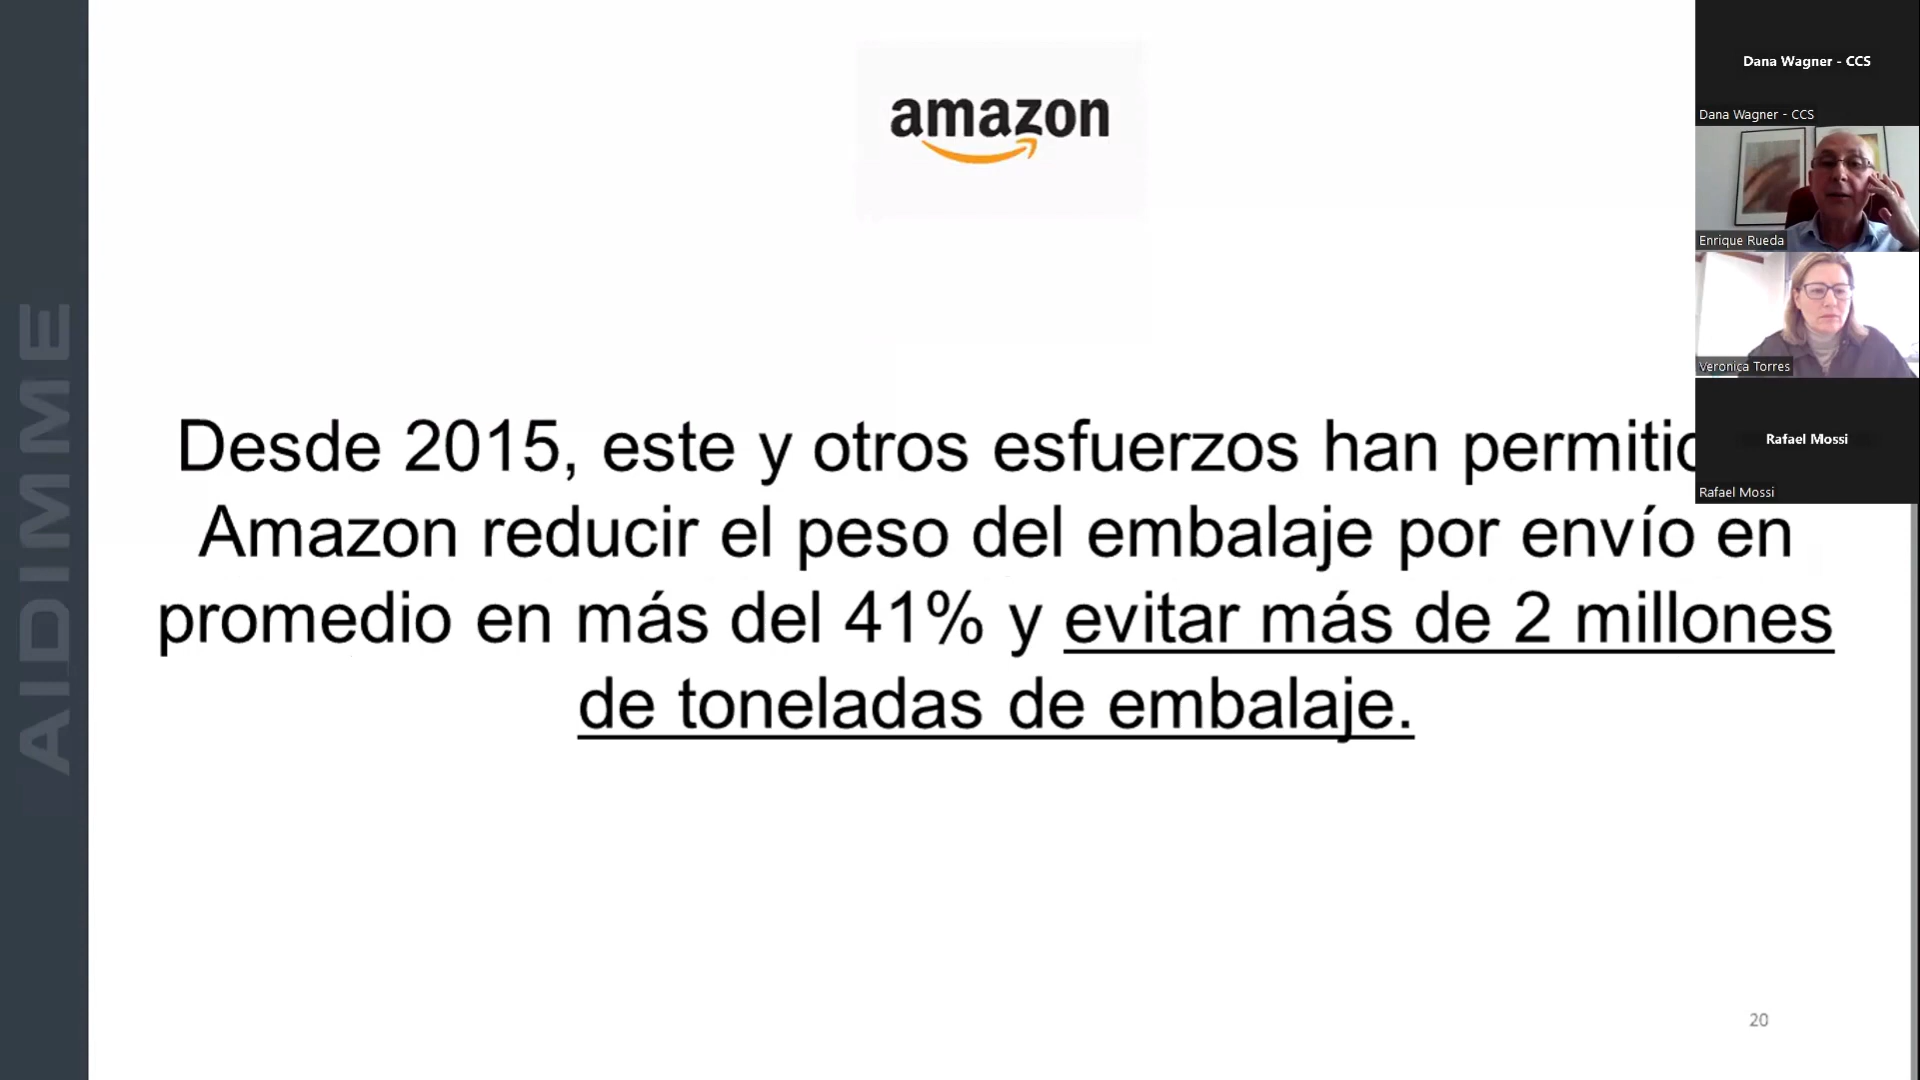 AIDIMME
amazon
Desde 2015, este y otros esfuerzos han
Amazon reducir el peso del embalaje por envío en
promedio en más del 41% y evitar más de 2 millones
de toneladas de embalaje.
20
Dana Wagner - CCS
Dana Wagner - CCS
Enrique Rueda
Veronica Torres
Rafael Mossi
Rafael Mossi